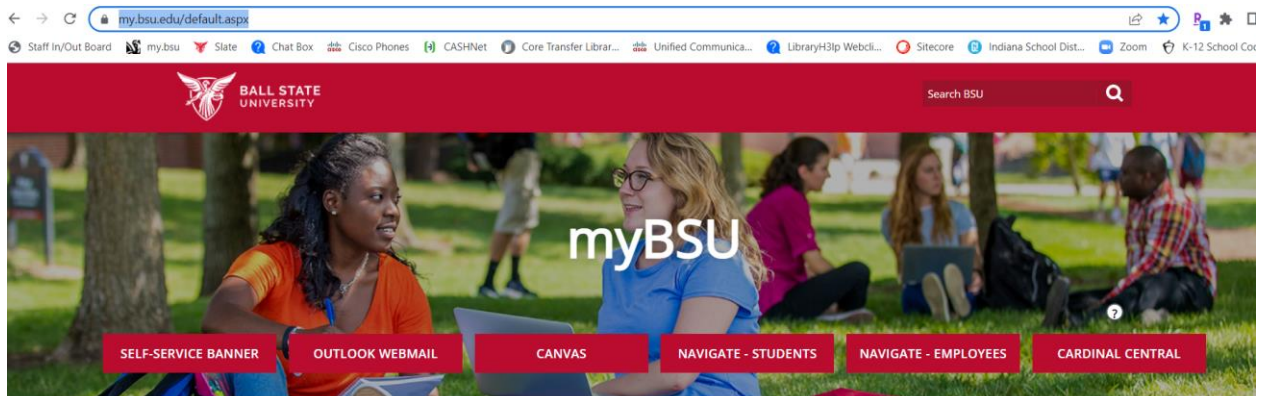 my.bsu.edu/default.aspx
Staff In/Out Board my.bsu Slate Chat Box Cisco Phones CASHNet Core Transfer Librar... Unified Communica... LibraryH3lp Webcli... Sitecore Indiana School Dist... Zoom K-12 School Coo
BALL STATE
UNIVERSITY
Search BSU
myBSU
?
SELF-SERVICE BANNER OUTLOOK WEBMAIL CANVAS NAVIGATE - STUDENTS NAVIGATE - EMPLOYEES CARDINAL CENTRAL